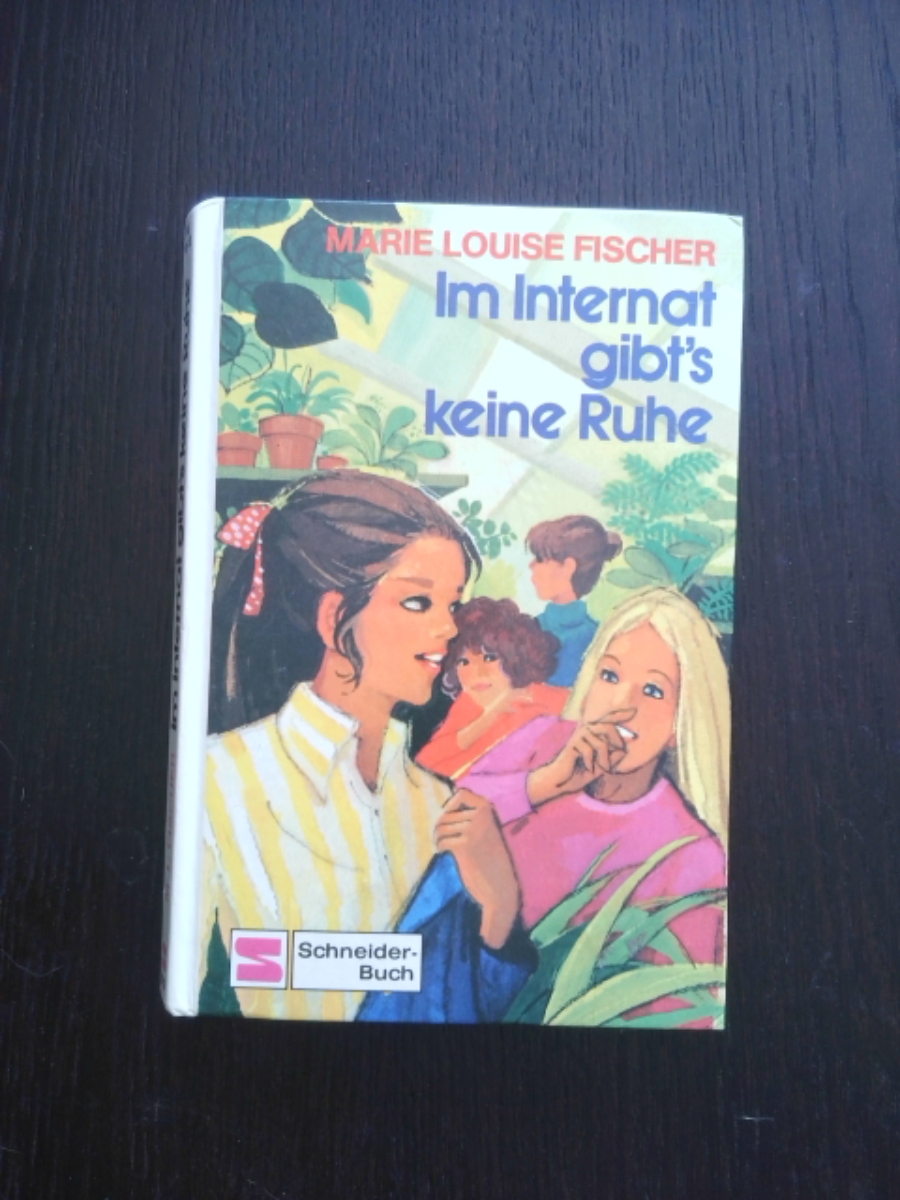 MARIE LOUISE FISCHER
Im Internat
gibt's
keine Ruhe
Schneider-
Buch